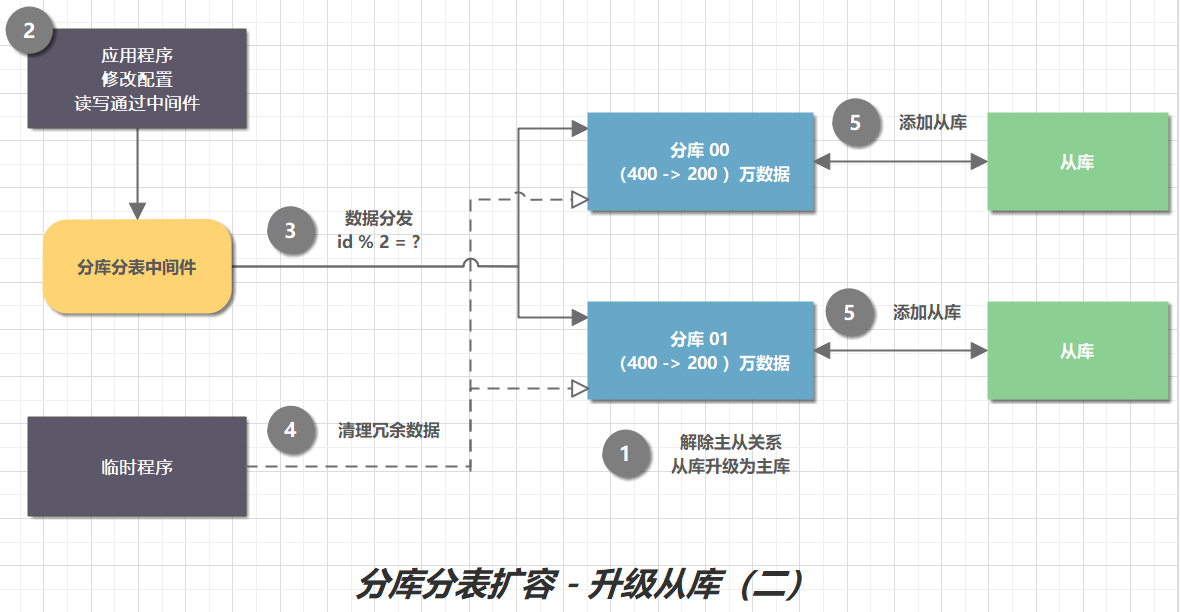 2
应用程序
修改配置
读写通过中间件
分库 00
（400 -> 200 ）万数据
5
添加从库
从库
分库分表中间件
3
数据分发
id % 2 = ?
分库 01
（400 -> 200 ）万数据
5
添加从库
从库
临时程序
4
清理冗余数据
1
解除主从关系
从库升级为主库
分库分表扩容 - 升级从库（二）